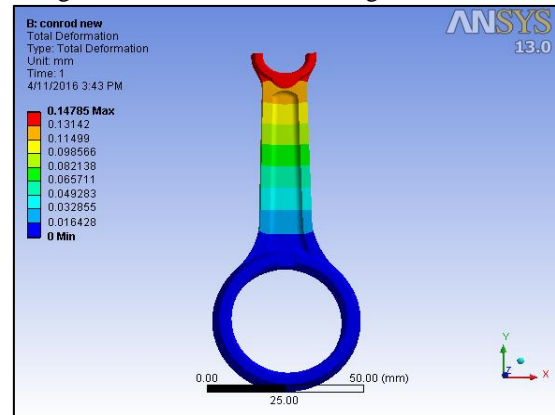 B: conrod new
Total Deformation
Type: Total Deformation
Unit: mm
Time: 1
4/11/2016 3:43 PM
0.14785 Max
0.13142
0.11499
0.098566
0.082138
0.065711
0.049283
0.032855
0.016428
0 Min
ANSYS
13.0
0.00
50.00 (mm)
25.00
Y
Z
X